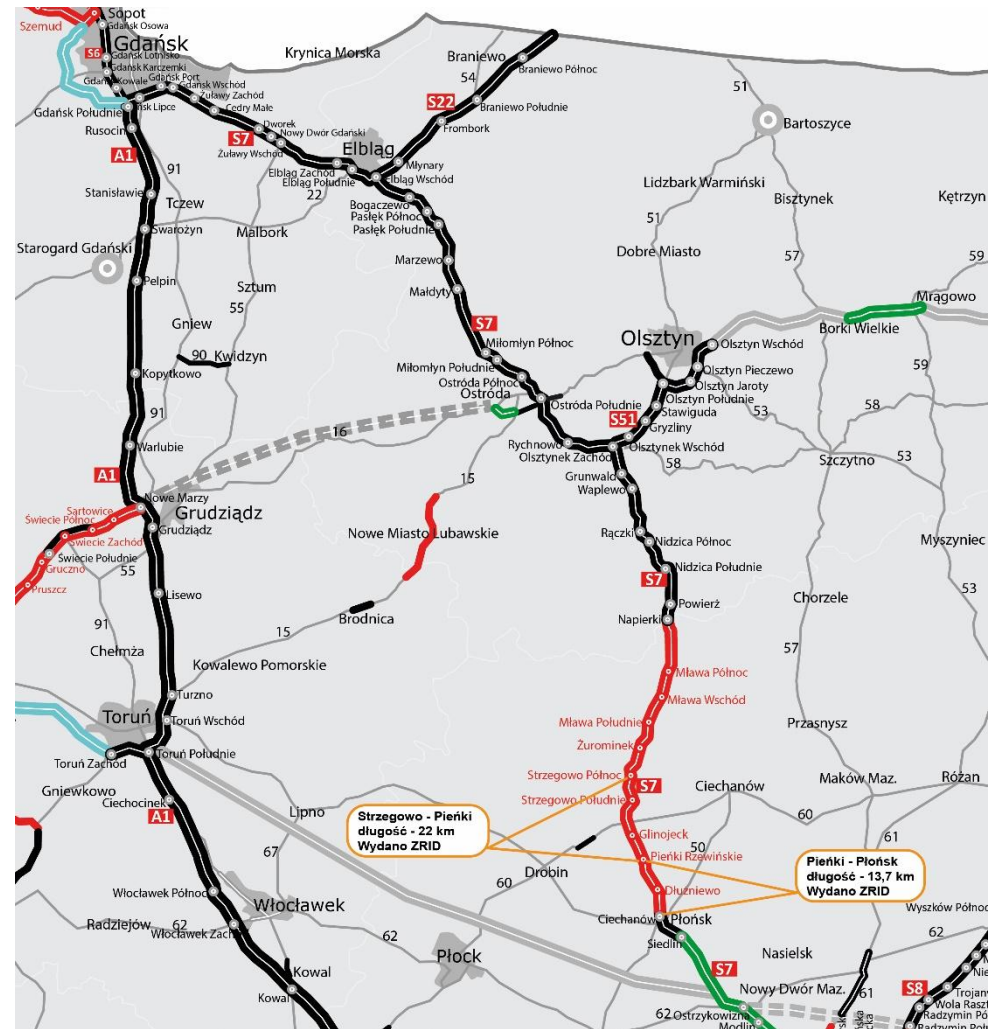 Szemud
Sopot
Gdańsk Osowa
Gdańsk
S6
Gdańsk Lotnisko
Gdańsk Karczemki
Gdańsk Kowale
Gdańsk Port
Gdańsk Wschód
Żuławy Zachód
Cedry Małe
Gdańsk Południe
Gdańsk Lipce
Rusocin
A1
91
Krynica Morska
Braniewo
54
Braniewo Północ
Braniewo Południe
S22
Frombork
Dworek
Nowy Dwór Gdański
S7
Żuławy Wschód
Elbląg
Młynary
Elbląg Zachód
Elbląg Południe
Elbląg Wschód
22
51
Bartoszyce
Lidzbark Warmiński
Bisztynek
Kętrzyn
Stanisławie
Tczew
Swarożyn
Malbork
Bogaczewo
Pasłęk Północ
Pasłęk Południe
51
Dobre Miasto
57
59
Starogard Gdański
Pelpin
Sztum
55
Marzewo
Małdyty
Mrągowo
Borki Wielkie
Gniew
90
Kwidzyn
S7
Miłomłyn Północ
Miłomłyn Południe
Olsztyn
Olsztyn Wschód
Olsztyn Pieczewo
Olsztyn Jaroty
Olsztyn Południe
59
Kopytkowo
Ostróda Północ
Ostróda
Ostróda Południe
Stawiguda
S51
Gryźliny
53
58
91
16
Rychnowo
Olsztynek Zachód
Olsztynek Wschód
58
Szczytno
53
Warlubie
A1
15
Grunwald
Waplewo
Nowe Marzy
Sartowice
Świecie Północ
Grudziądz
Grudziądz
Świecie Zachód
Świecie Południe
Gruczno
Pruszcz
55
Nowe Miasto Lubawskie
Rączki
Nidzica Północ
Nidzica Południe
S7
Myszyniec
53
Lisewo
Powierż
Napierki
Chorzele
57
Brodnica
91
15
Chełmża
Kowalewo Pomorskie
Mława Północ
Mława Wschód
Turzno
Toruń
Toruń Wschód
Toruń Południe
Toruń Zachód
Mława Południe
Żurominek
Przasnysz
Gniewkowo
Ciechocinek
A1
Strzegowo Północ
S7
Strzegowo Południe
Ciechanów
Maków Maz.
Różan
60
61
Lipno
Strzegowo - Pieńki
długość - 22 km
Wydano ZRID
Glinojeck
50
67
Pieńki Rzewińskie
Pieńki - Płońsk
długość - 13,7 km
Wydano ZRID
Drobin
60
Dłużniewo
Włocławek Północ
Włocławek
Radziejów
62
Włocławek Zach
62
Ciechanów
Płońsk
Siedlin
Wyszków Północ
62
Płock
Nasielsk
S7
Kowal
Kowal
Nowy Dwór Maz.
61
S8
62
Ostrzykowizna
Modlin